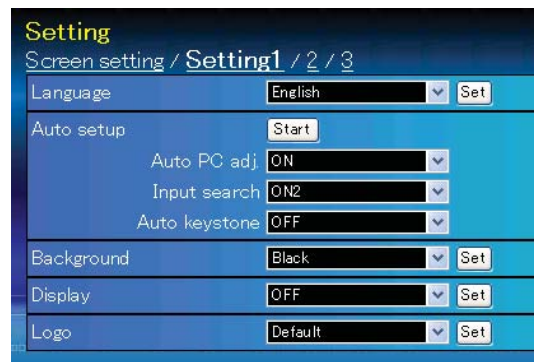 Setting
Screen setting / Setting1 / 2 / 3
Language English Set
Auto setup Start
Auto PC adj. ON
Input search ON2
Auto keystone OFF
Background Black Set
Display OFF Set
Logo Default Set